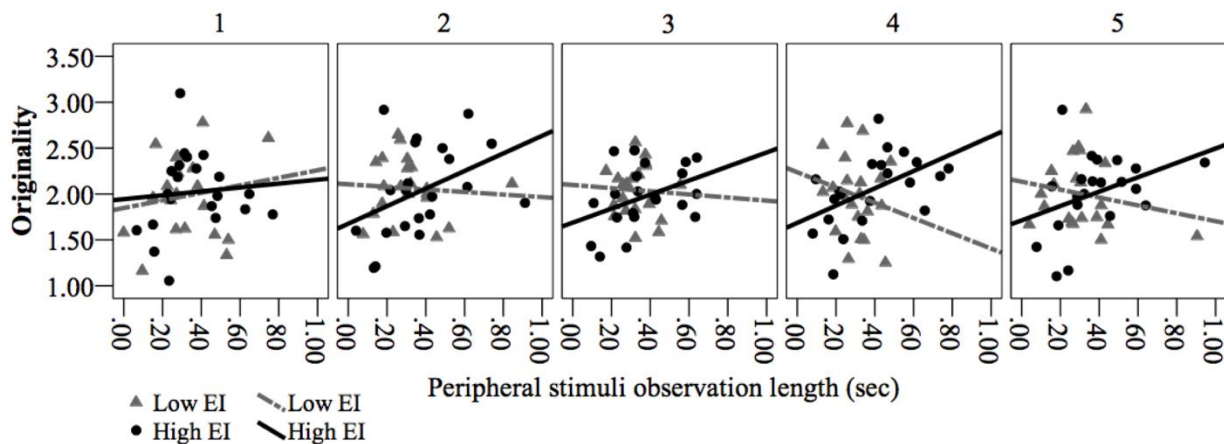 1 2 3 4 5
Originality
3.50
3.00
2.50
2.00
1.50
1.00
.00 .20 .40 .60 .80 1.00 .00 .20 .40 .60 .80 1.00 .00 .20 .40 .60 .80 1.00 .00 .20 .40 .60 .80 1.00 .00 .20 .40 .60 .80 1.00
Peripheral stimuli observation length (sec)
Low EI Low EI
High EI High EI